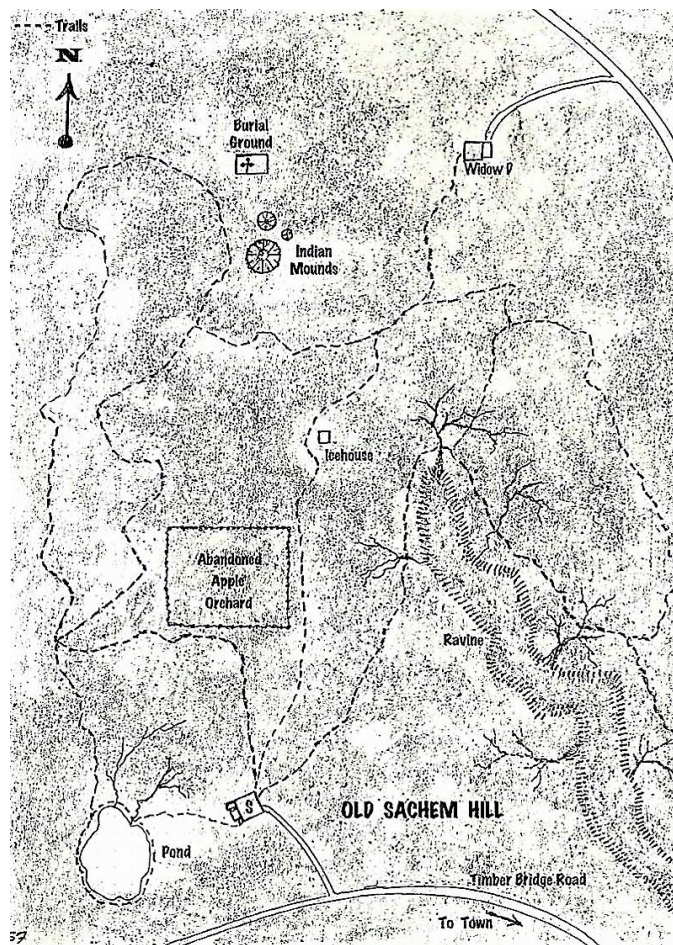 Trails
N
Burial
Ground
Widow D
Indian
Mounds
Icehouse
Abandoned
Apple
Orchard
Ravine
S
OLD SACHEM HILL
Pond
Timber Bridge Road
To Town
57